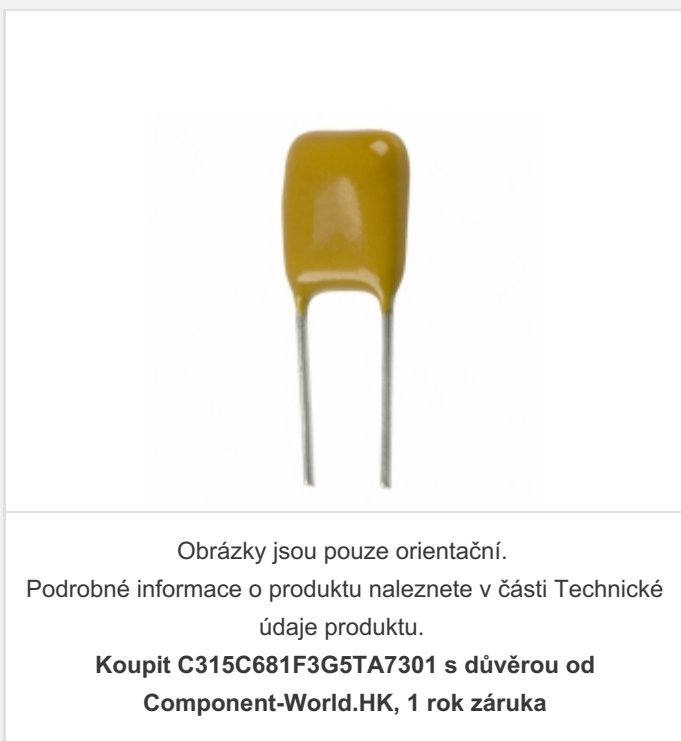 Obrázky jsou pouze orientační.
Podrobné informace o produktu naleznete v části Technické
údaje produktu.
Koupit C315C681F3G5TA7301 s důvěrou od
Component-World.HK, 1 rok záruka